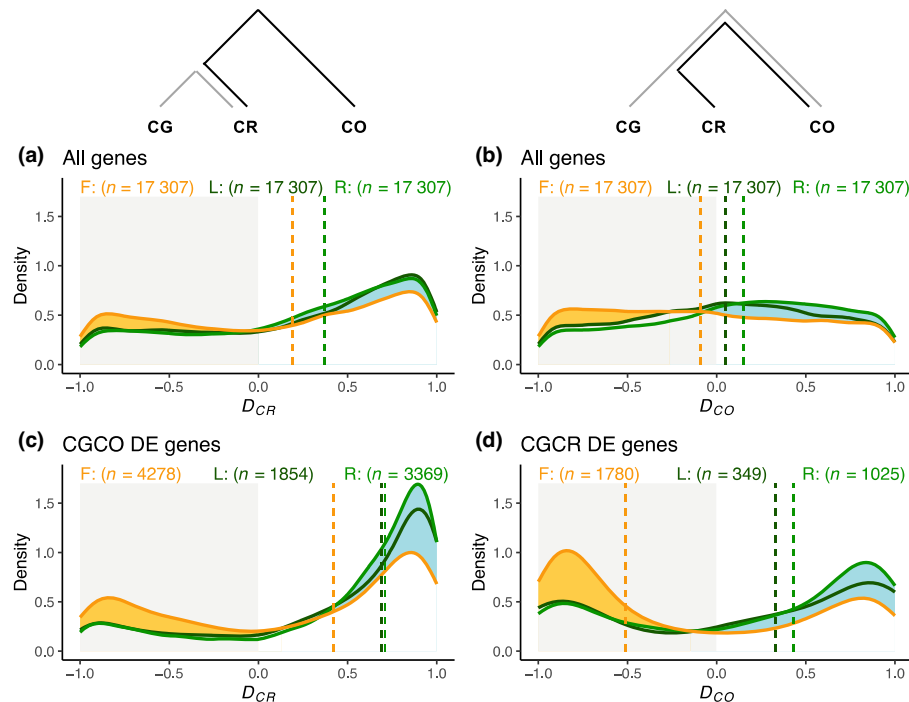 CG CR CO CG CR CO
(a) All genes (b) All genes
F: (n = 17 307) L: (n = 17 307) R: (n = 17 307) F: (n = 17 307) L: (n = 17 307) R: (n = 17 307)
1.5 1.5
1.0 1.0
Density Density
0.5 0.5
0.0 0.0
−1.0 −0.5 0.0 0.5 1.0 −1.0 −0.5 0.0 0.5 1.0
DCR DCO
(c) CGCO DE genes (d) CGCR DE genes
F: (n = 4278) L: (n = 1854) R: (n = 3369) F: (n = 1780) L: (n = 349) R: (n = 1025)
1.5 1.5
1.0 1.0
Density Density
0.5 0.5
0.0 0.0
−1.0 −0.5 0.0 0.5 1.0 −1.0 −0.5 0.0 0.5 1.0
DCR DCO